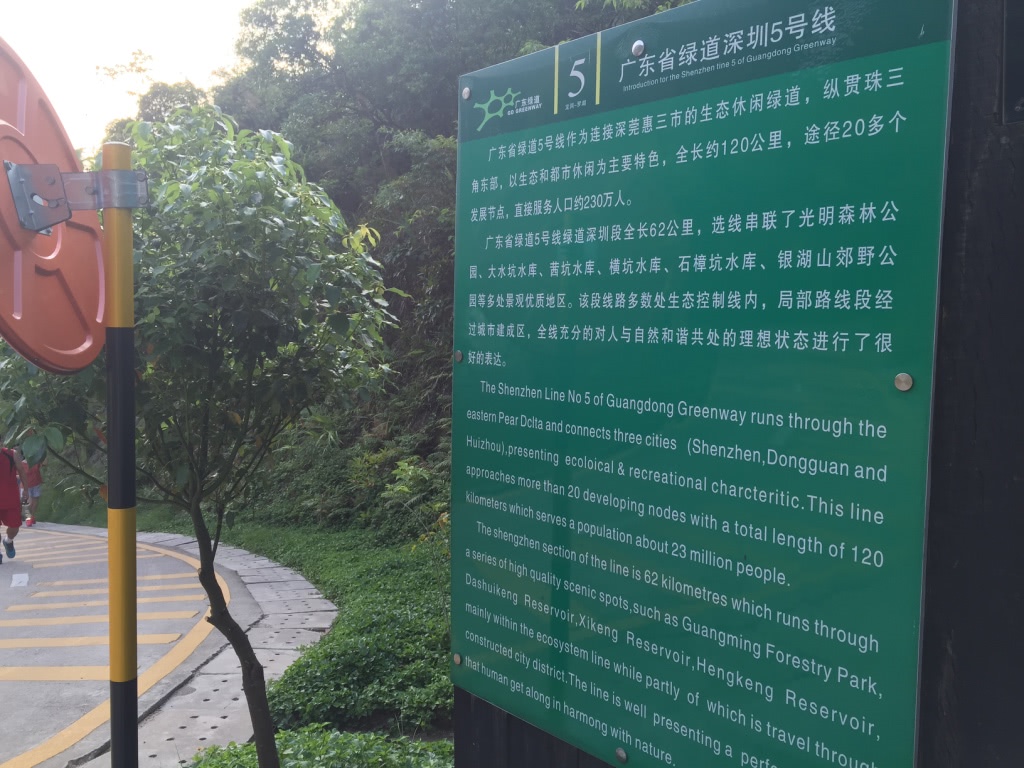 广东绿道
GO GREENWAY
5
广东省绿道深圳5号线
Introduction for the Shenzhen line 5 of Guangdong Greenway
广东省绿道5号线作为连接深莞惠三市的生态休闲绿道，纵贯珠三
角东部，以生态和都市休闲为主要特色，全长约120公里，途径20多个
发展节点，直接服务人口约230万人。
广东省绿道5号线绿道深圳段全长62公里，选线串联了光明森林公
园、大水坑水库、茜坑水库、横坑水库、石樟坑水库、银湖山郊野公
园等多处景观优质地区。该段线路多数处生态控制线内，局部路线段经
过城市建成区，全线充分的对人与自然和谐共处的理想状态进行了很
好的表达。
The Shenzhen Line No 5 of Guangdong Greenway runs through the
eastern Pear Dclta and connects three cities (Shenzhen,Dongguan and
Huizhou),presenting ecoloical & recreational charcteritic.This line
approaches more than 20 developing nodes with a total length of 120
kilometers which serves a population about 23 million people.
The shengzhen section of the line is 62 kilometres which runs through
a series of high quality scenic spots,such as Guangming Forestry Park,
Dashuikeng Reservoir,Xikeng Reservoir,Hengkeng Reservoir,
mainly within the ecosystem line while partly of which is travel through
constructed city district.The line is well presenting a
that human get along in harmong with nature.